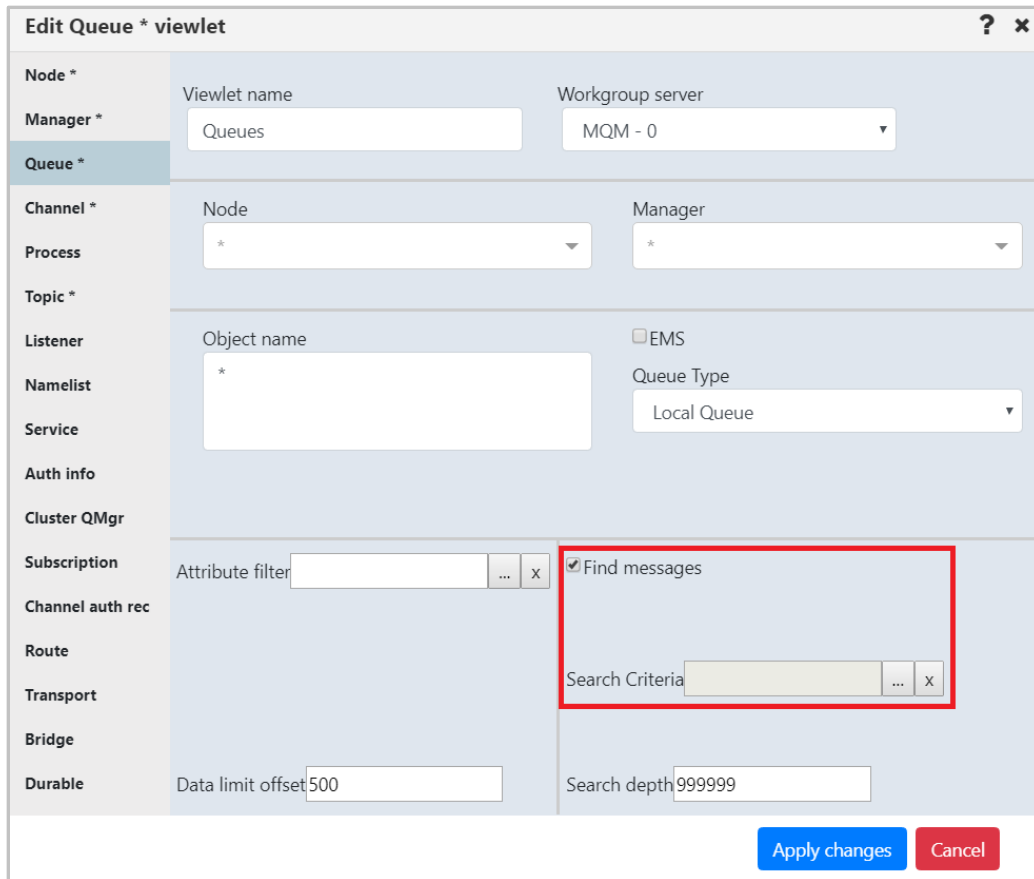 Edit Queue * viewlet ? ×
Node *
Manager *
Queue *
Channel *
Process
Topic *
Listener
Namelist
Service
Auth info
Cluster QMgr
Subscription
Channel auth rec
Route
Transport
Bridge
Durable
Viewlet name
Queues
Workgroup server
MQM - 0
Node
*
Manager
*
Object name
*
EMS
Queue Type
Local Queue
Attribute filter ... x
Find messages
Search Criteria ... x
Data limit offset 500
Search depth 999999
Apply changes Cancel